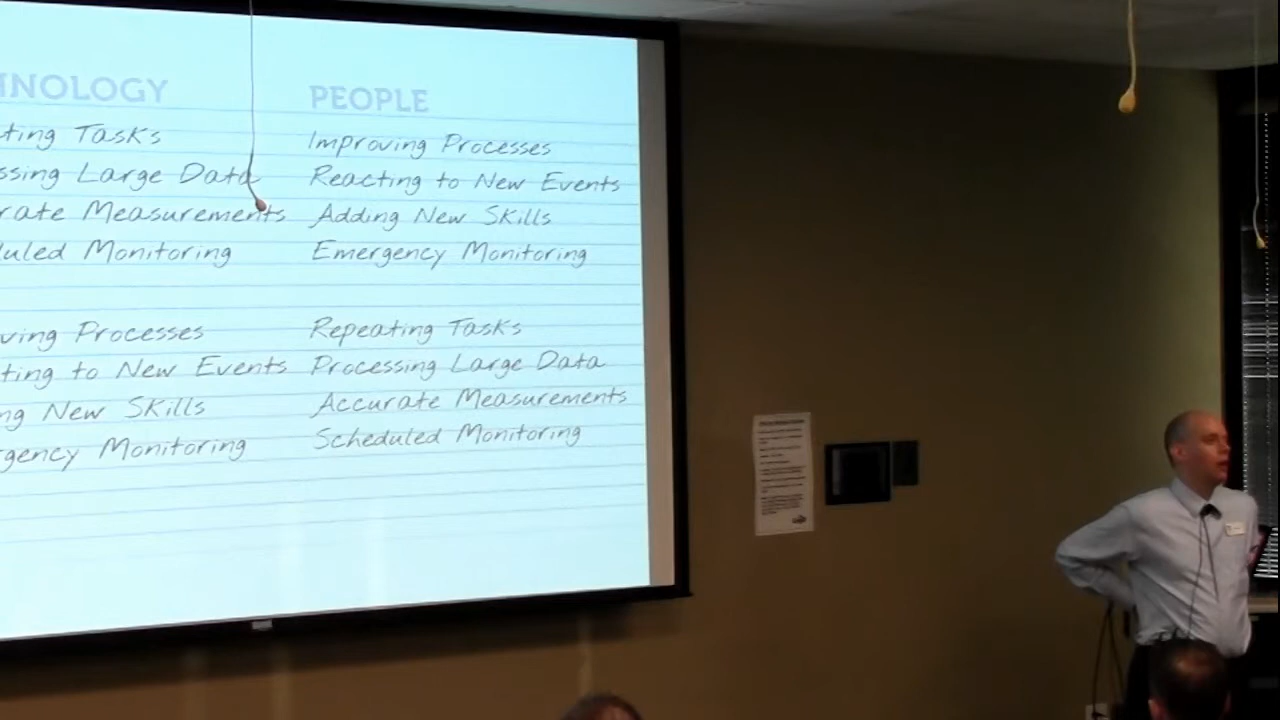 NOLOGY PEOPLE
ting Tasks Improving Processes
ssing Large Data Reacting to New Events
rate Measurements Adding New Skills
uled Monitoring Emergency Monitoring
ving Processes Repeating Tasks
ting to New Events Processing Large Data
ng New Skills Accurate Measurements
gency Monitoring Scheduled Monitoring